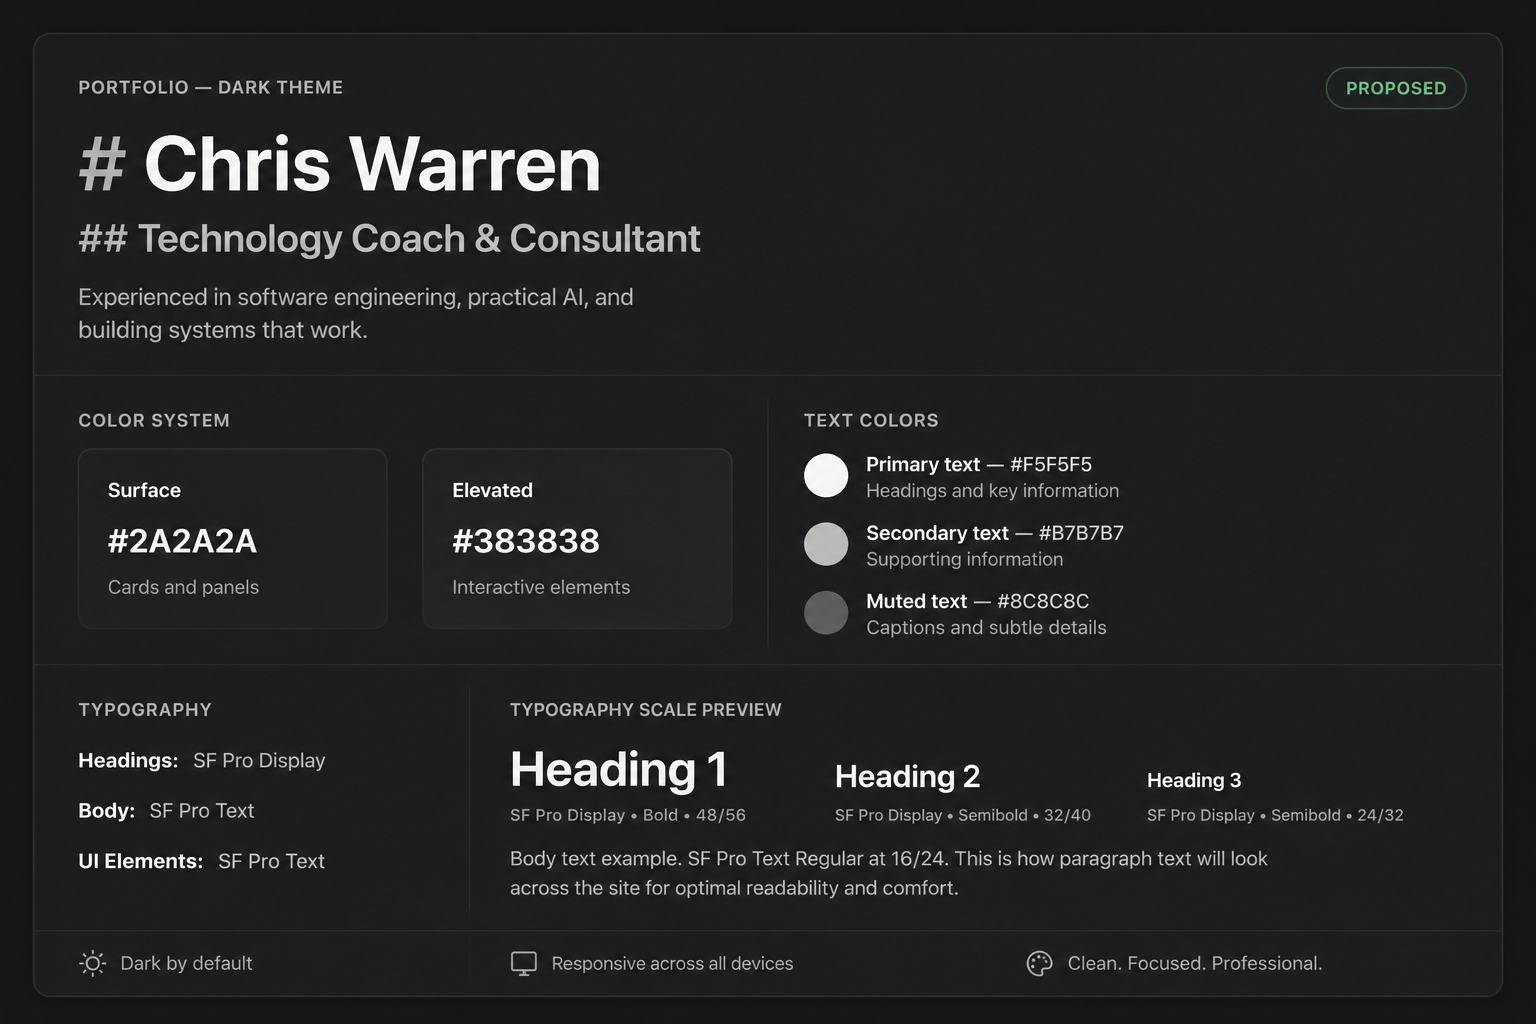 PORTFOLIO — DARK THEME
PROPOSED
# Chris Warren
## Technology Coach & Consultant
Experienced in software engineering, practical AI, and
building systems that work.
COLOR SYSTEM
Surface
#2A2A2A
Cards and panels
Elevated
#383838
Interactive elements
TEXT COLORS
Primary text — #F5F5F5
Headings and key information
Secondary text — #B7B7B7
Supporting information
Muted text — #8C8C8C
Captions and subtle details
TYPOGRAPHY
Headings: SF Pro Display
Body: SF Pro Text
UI Elements: SF Pro Text
TYPOGRAPHY SCALE PREVIEW
Heading 1
SF Pro Display • Bold • 48/56
Heading 2
SF Pro Display • Semibold • 32/40
Heading 3
SF Pro Display • Semibold • 24/32
Body text example. SF Pro Text Regular at 16/24. This is how paragraph text will look
across the site for optimal readability and comfort.
Dark by default
Responsive across all devices
Clean. Focused. Professional.